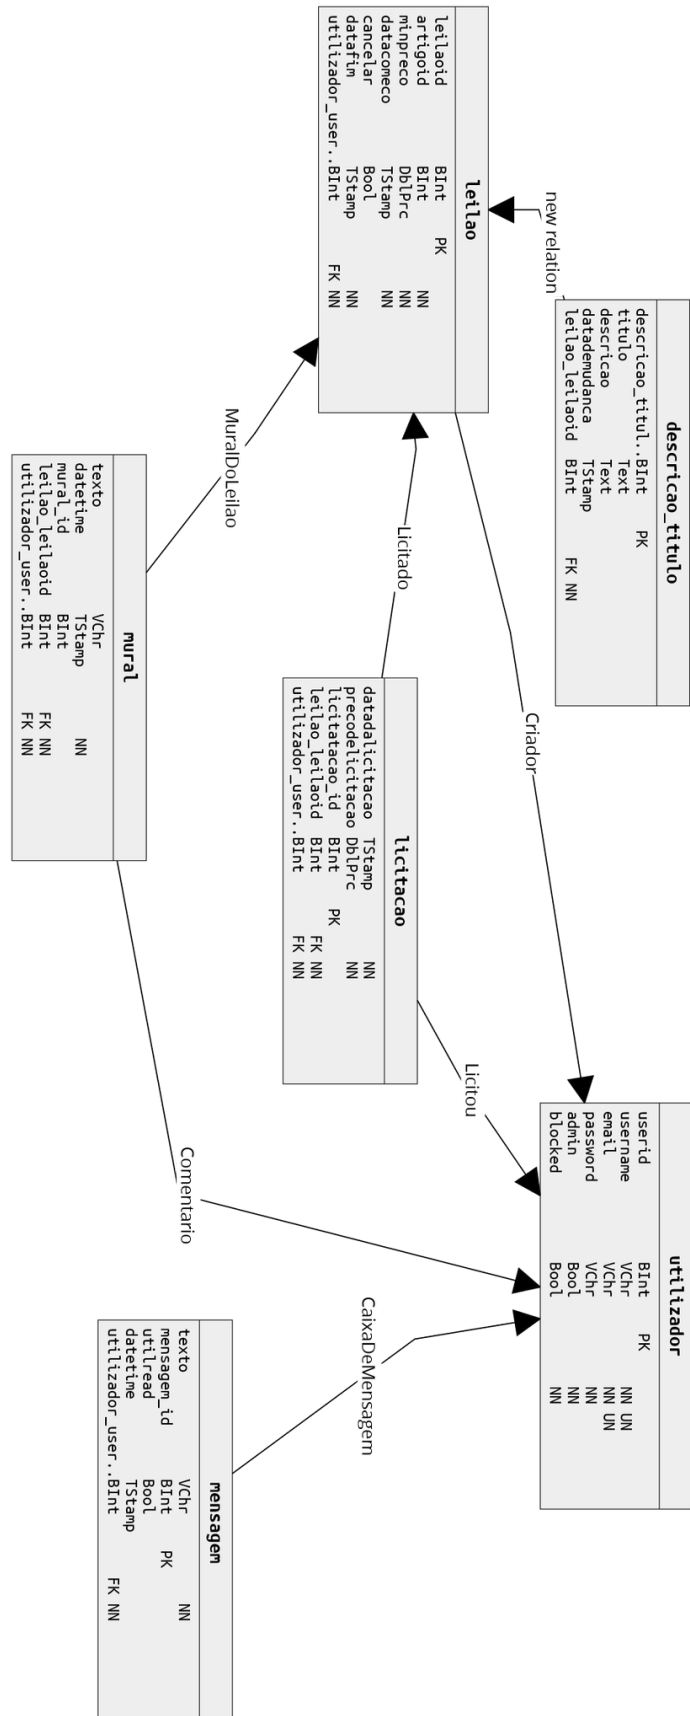 descricao_titulo
descricao_titul..BInt PK
titulo Text
descricao Text
datademudanca TStamp
leilao_leilaoid BInt FK NN
new relation
leilao
leilaoid BInt PK
artigoid BInt NN
minpreco DblPrc NN
datacomeco TStamp NN
cancelar Bool
datafim TStamp NN
utilizador_user..BInt FK NN
Criador
utilizador
userid BInt PK
username VChr NN UN
email VChr NN UN
password VChr NN
admin Bool NN
blocked Bool NN
Licitado
licitacao
datadalicitacao TStamp NN
precodelicitacao DblPrc NN
licitatacao_id BInt PK
leilao_leilaoid BInt FK NN
utilizador_user..BInt FK NN
Licitou
MuralDoLeilao
mural
texto VChr
datetime TStamp NN
mural_id BInt
leilao_leilaoid BInt FK NN
utilizador_user..BInt FK NN
Comentario
CaixaDeMensagem
mensagem
texto VChr NN
mensagem_id BInt PK
utilread Bool
datetime TStamp
utilizador_user..BInt FK NN